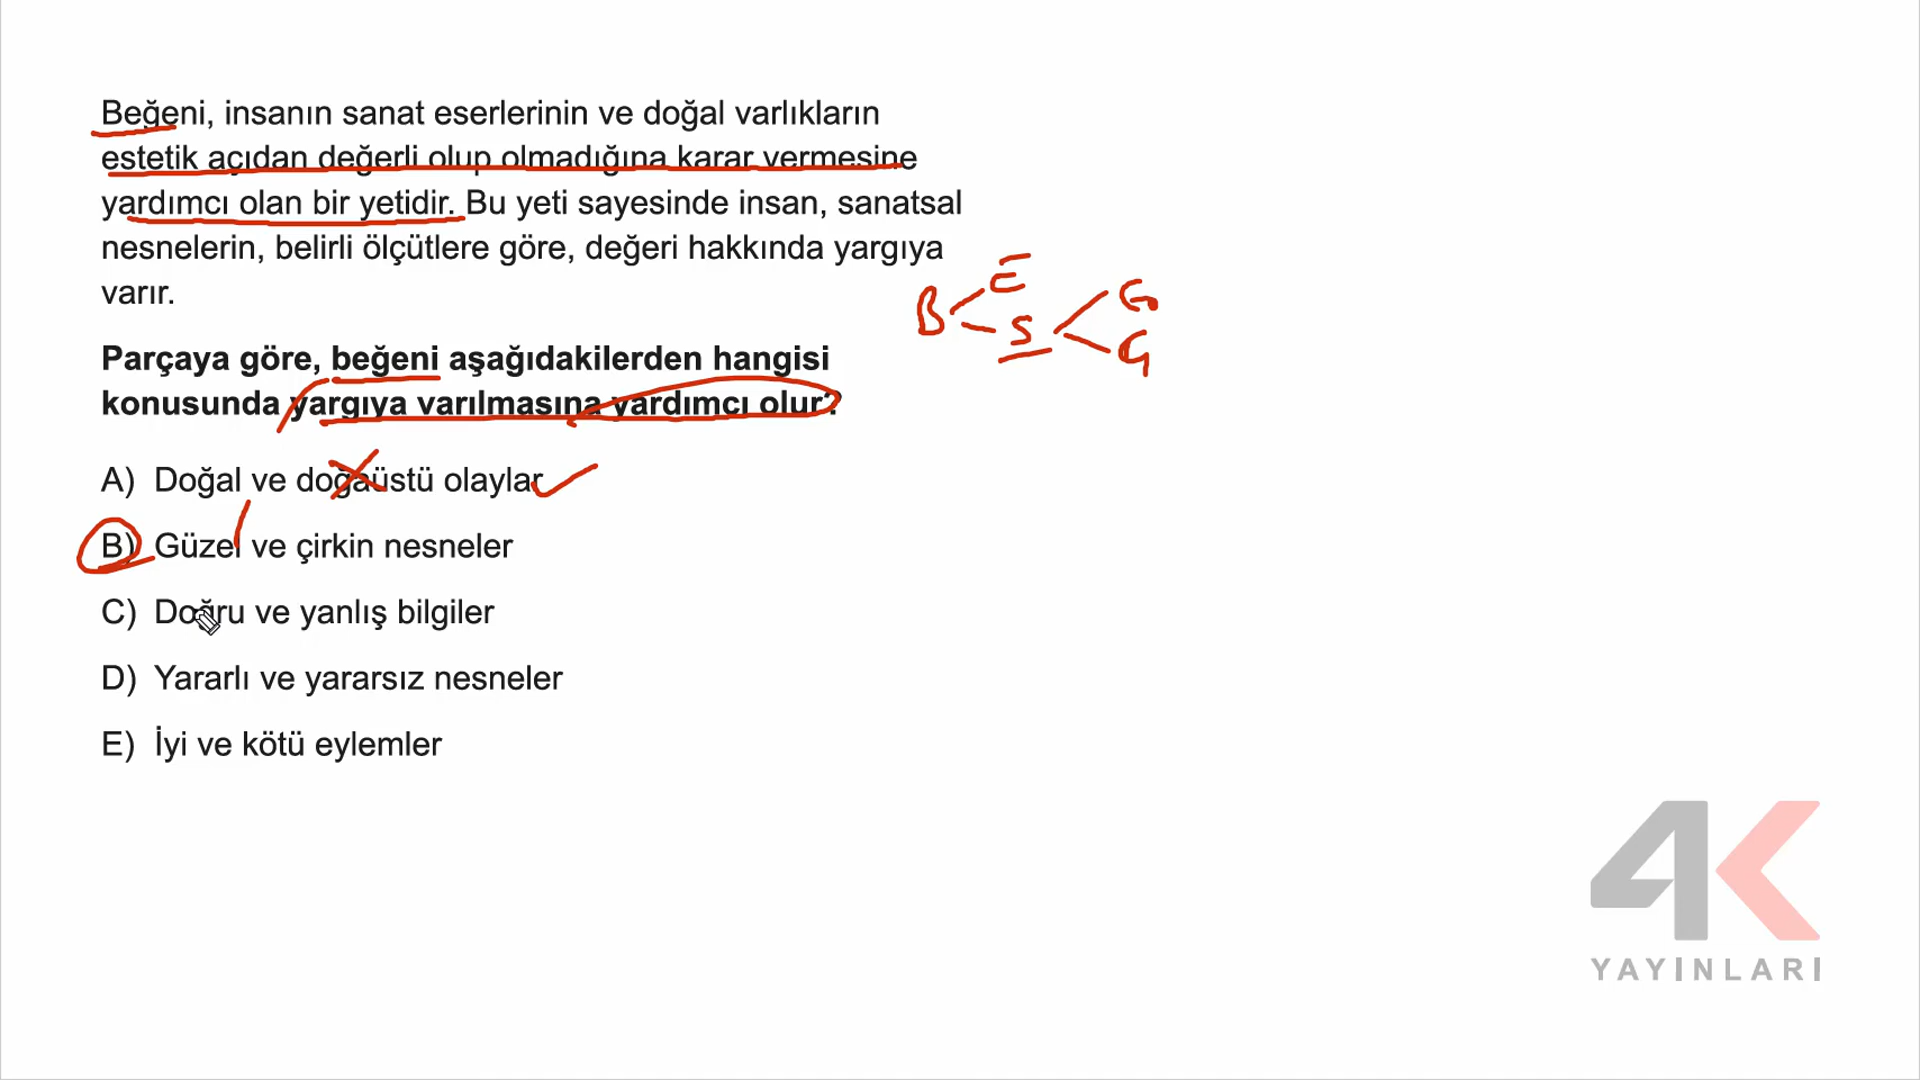 Beğeni, insanın sanat eserlerinin ve doğal varlıkların
estetik açıdan değerli olup olmadığına karar vermesine
yardımcı olan bir yetidir. Bu yeti sayesinde insan, sanatsal
nesnelerin, belirli ölçütlere göre, değeri hakkında yargıya
varır.
B E S G G
Parçaya göre, beğeni aşağıdakilerden hangisi
konusunda yargıya varılmasına yardımcı olur?
A) Doğal ve doğaüstü olaylar
B) Güzel ve çirkin nesneler
C) Doğru ve yanlış bilgiler
D) Yararlı ve yararsız nesneler
E) İyi ve kötü eylemler
4K
YAYINLARI